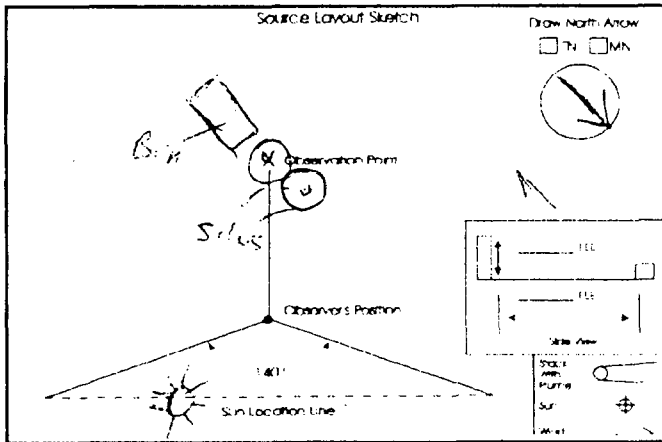 Source Layout Sketch
Draw North Arrow
TN MN
Bin
X Observation Point
Silos
Observers Position
140°
Sun Location Line
Side View
Stack
With
Plume
Sun
Wind